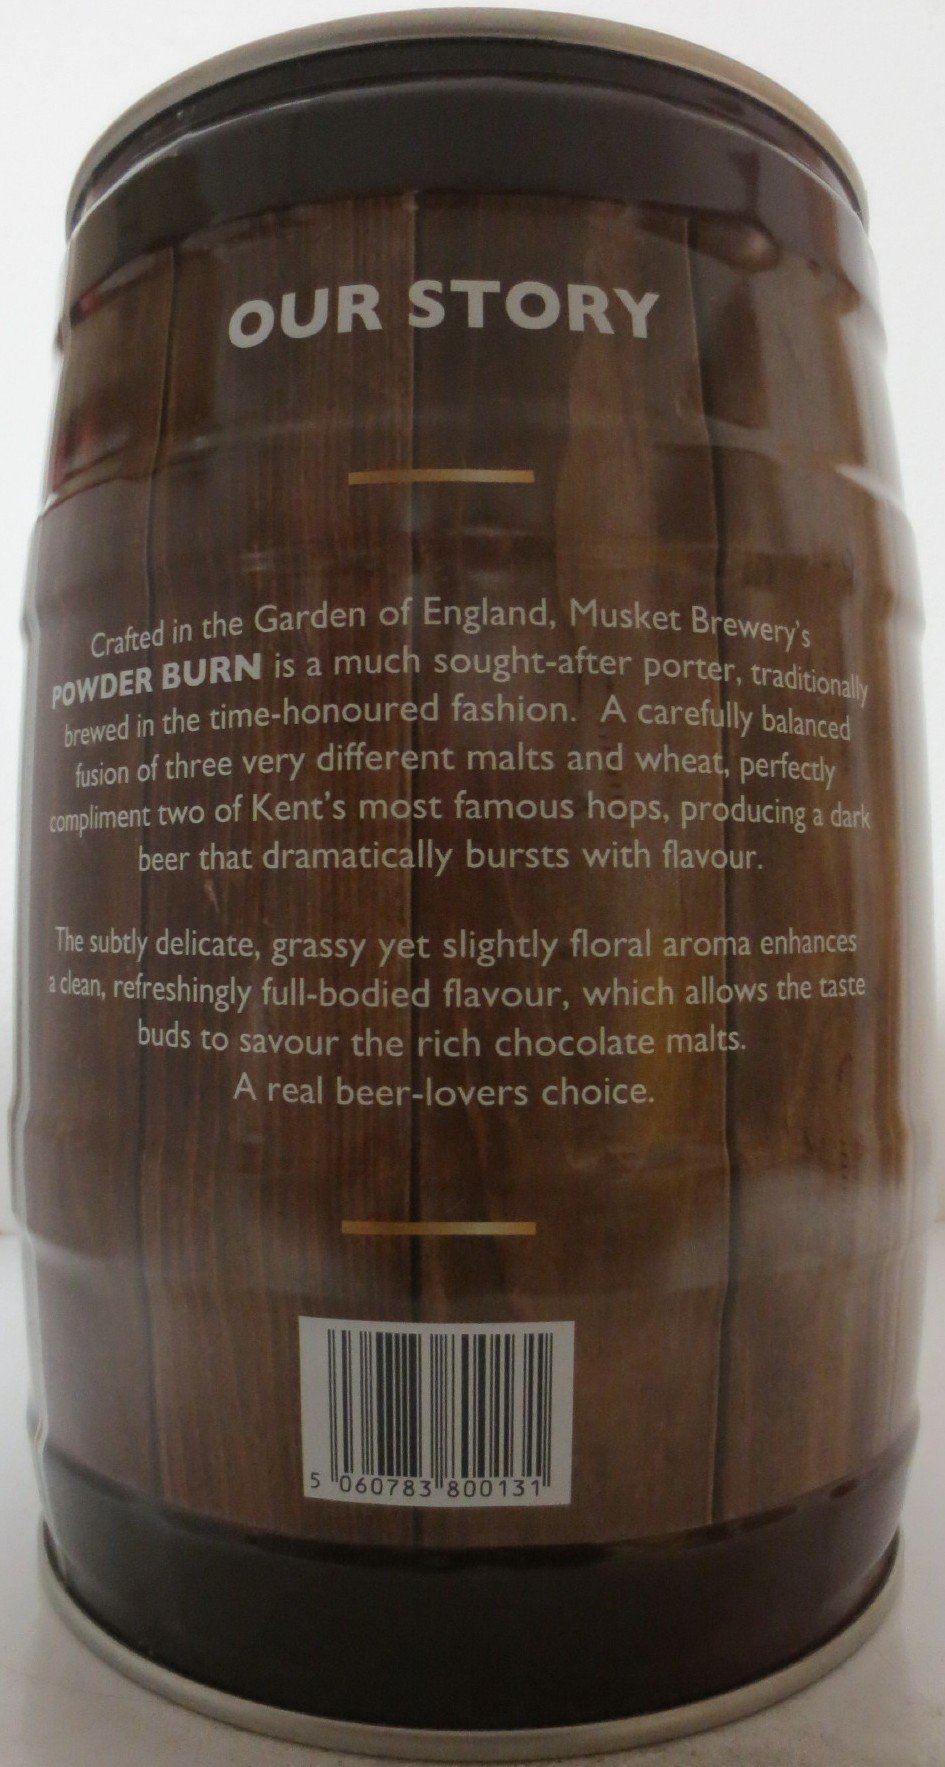 OUR STORY
Crafted in the Garden of England, Musket Brewery's
POWDER BURN is a much sought-after porter, traditionally
brewed in the time-honoured fashion. A carefully balanced
fusion of three very different malts and wheat, perfectly
compliment two of Kent's most famous hops, producing a dark
beer that dramatically bursts with flavour.
The subtly delicate, grassy yet slightly floral aroma enhances
a clean, refreshingly full-bodied flavour, which allows the taste
buds to savour the rich chocolate malts.
A real beer-lovers choice.
5 060783 800131